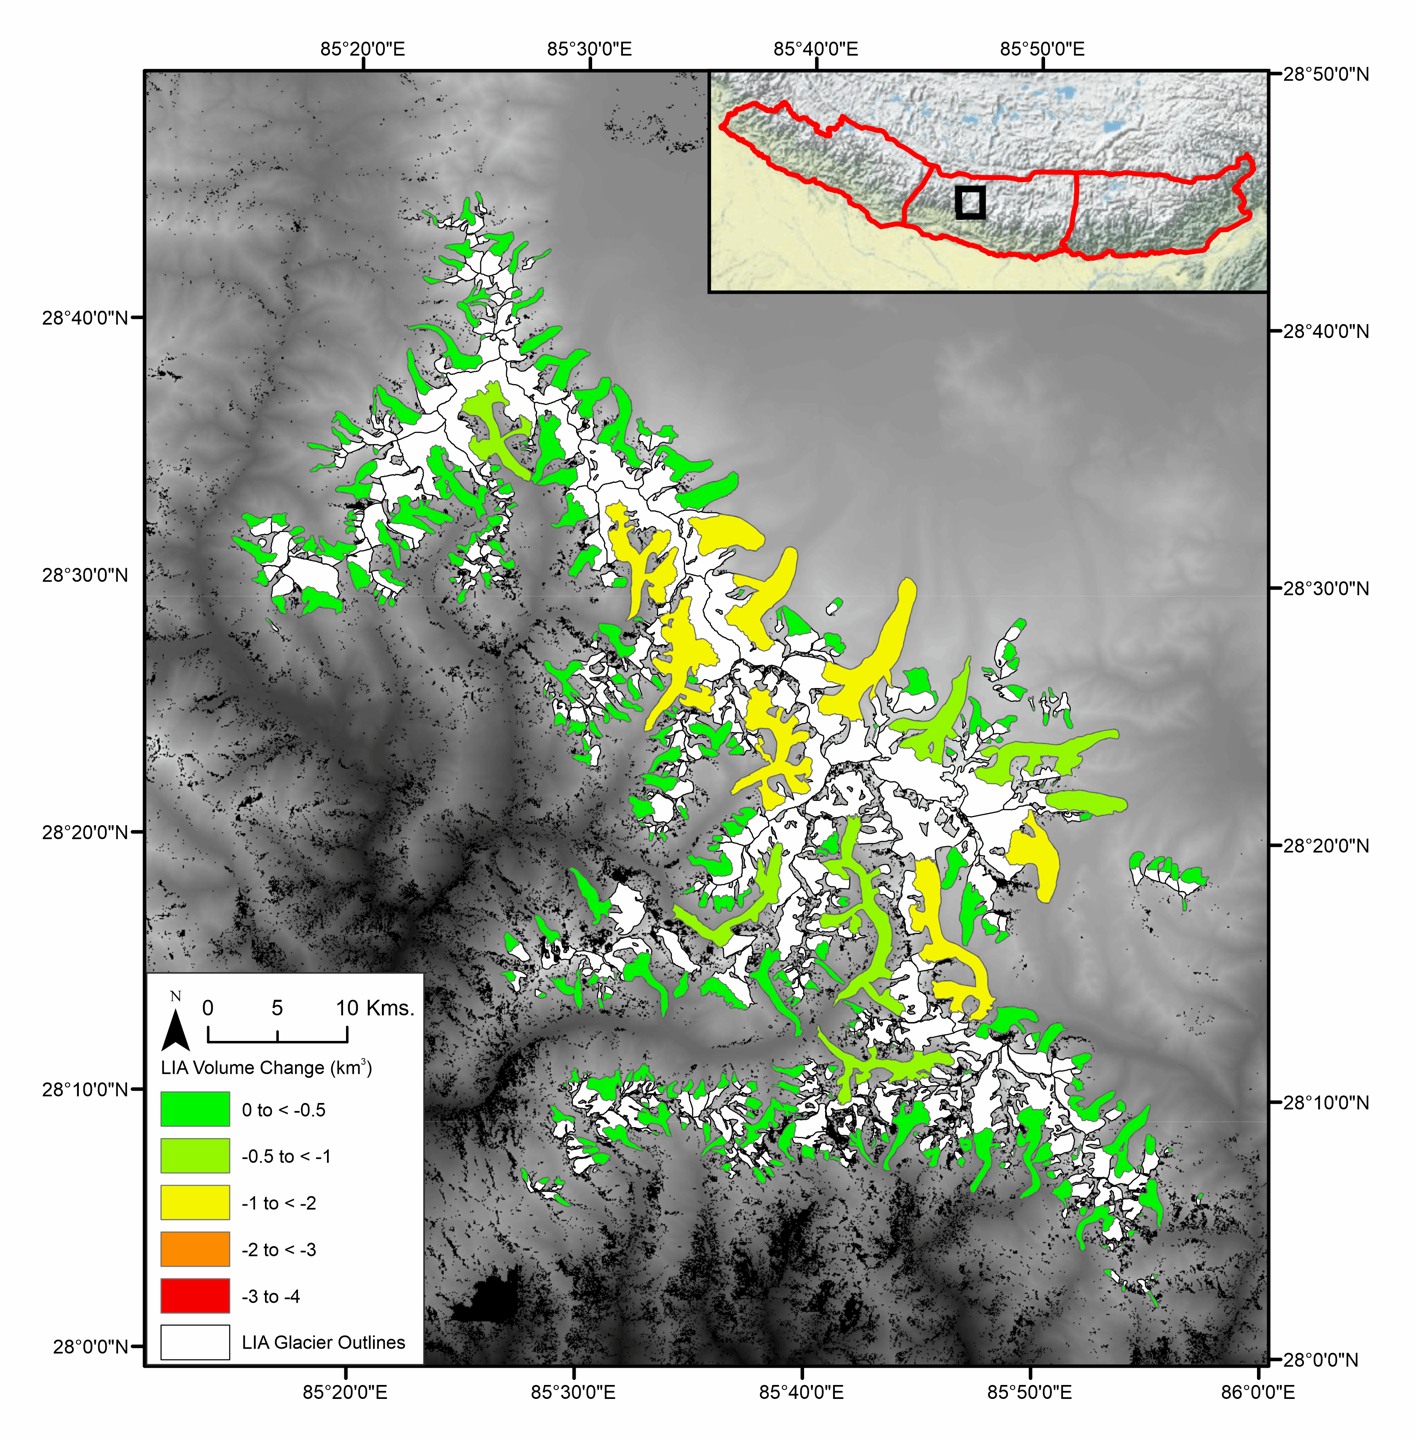 85°20'0"E 85°30'0"E 85°40'0"E 85°50'0"E
28°50'0"N
28°40'0"N 28°40'0"N
28°30'0"N 28°30'0"N
28°20'0"N 28°20'0"N
28°10'0"N 28°10'0"N
28°0'0"N 28°0'0"N
N
0 5 10 Kms.
LIA Volume Change (km³)
0 to < -0.5
-0.5 to < -1
-1 to < -2
-2 to < -3
-3 to -4
LIA Glacier Outlines
85°20'0"E 85°30'0"E 85°40'0"E 85°50'0"E 86°0'0"E